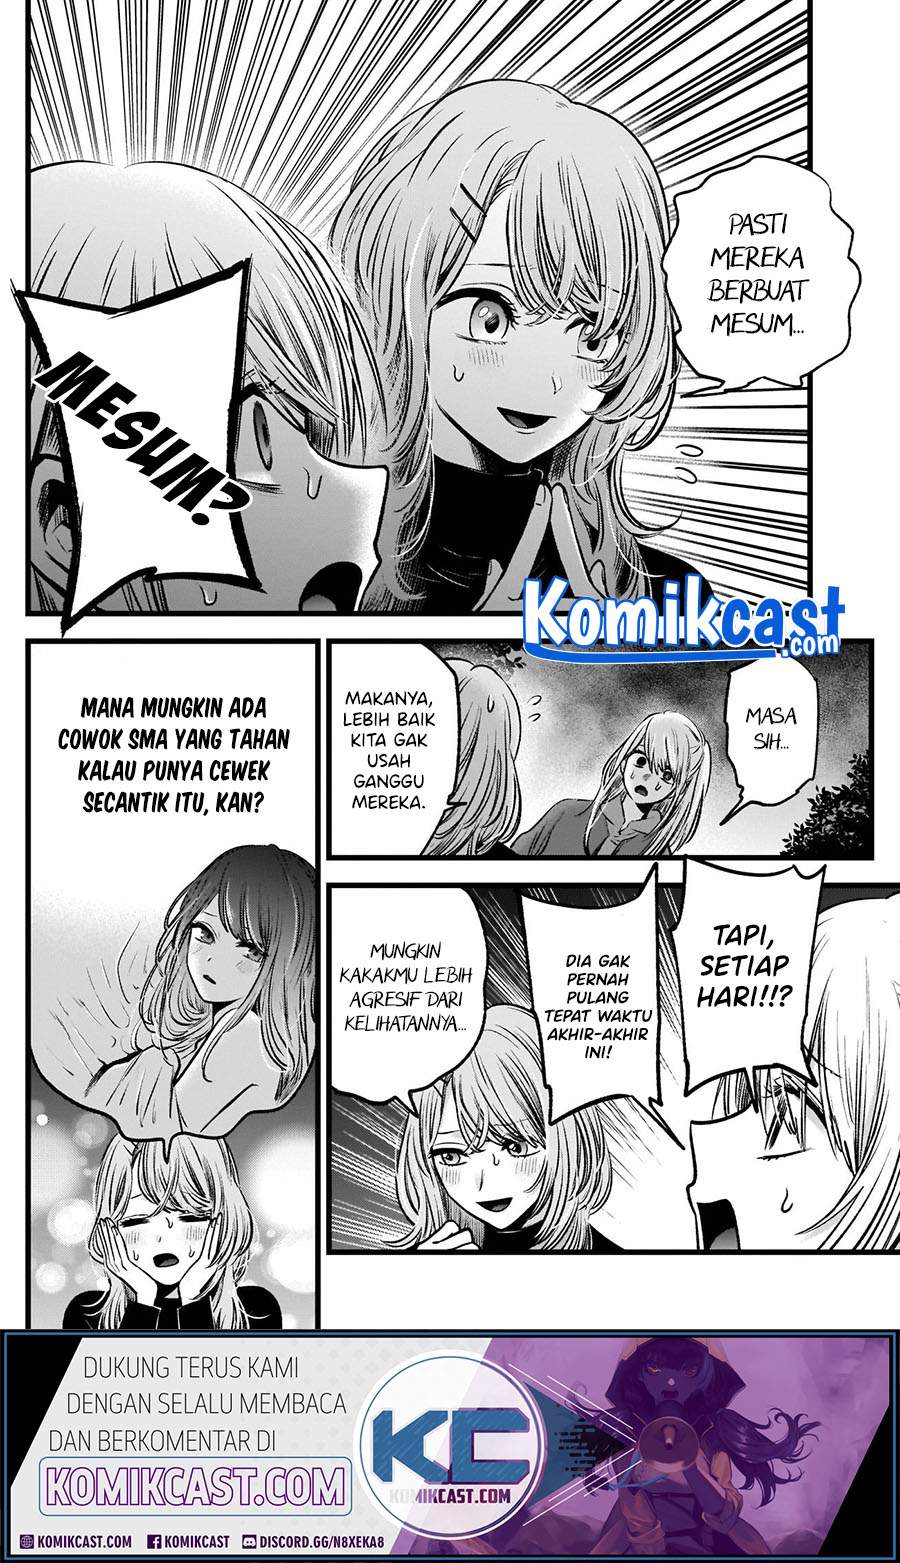 PASTI
MEREKA
BERBUAT
MESUM...
MESUM?
Komikcast
.com
MASA
SIH...
MAKANYA,
LEBIH BAIK
KITA GAK
USAH
GANGGU
MEREKA.
MANA MUNGKIN ADA
COWOK SMA YANG TAHAN
KALAU PUNYA CEWEK
SECANTIK ITU, KAN?
TAPI,
SETIAP
HARI!!?
DIA GAK
PERNAH
PULANG
TEPAT WAKTU
AKHIR-AKHIR
INI!
MUNGKIN
KAKAKMU LEBIH
AGRESIF DARI
KELIHATANNYA...
DUKUNG TERUS KAMI
DENGAN SELALU MEMBACA
DAN BERKOMENTAR DI
KOMIKCAST.COM
KC
KOMIKCAST.COM
KOMIKCAST.COM KOMIKCAST.COM DISCORD.GG/N8XEKA8